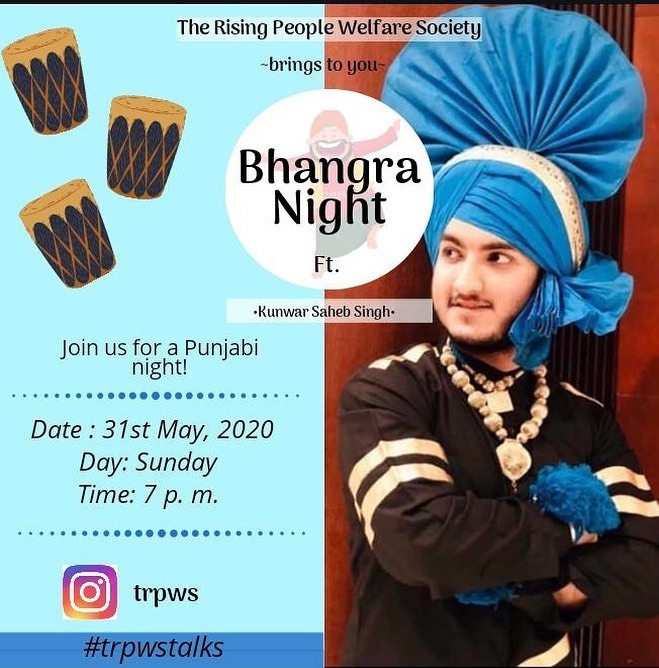 The Rising People Welfare Society
~brings to you~
Bhangra
Night
Ft.
•Kunwar Saheb Singh•
Join us for a Punjabi
night!
Date : 31st May, 2020
Day: Sunday
Time: 7 p. m.
trpws
#trpwstalks